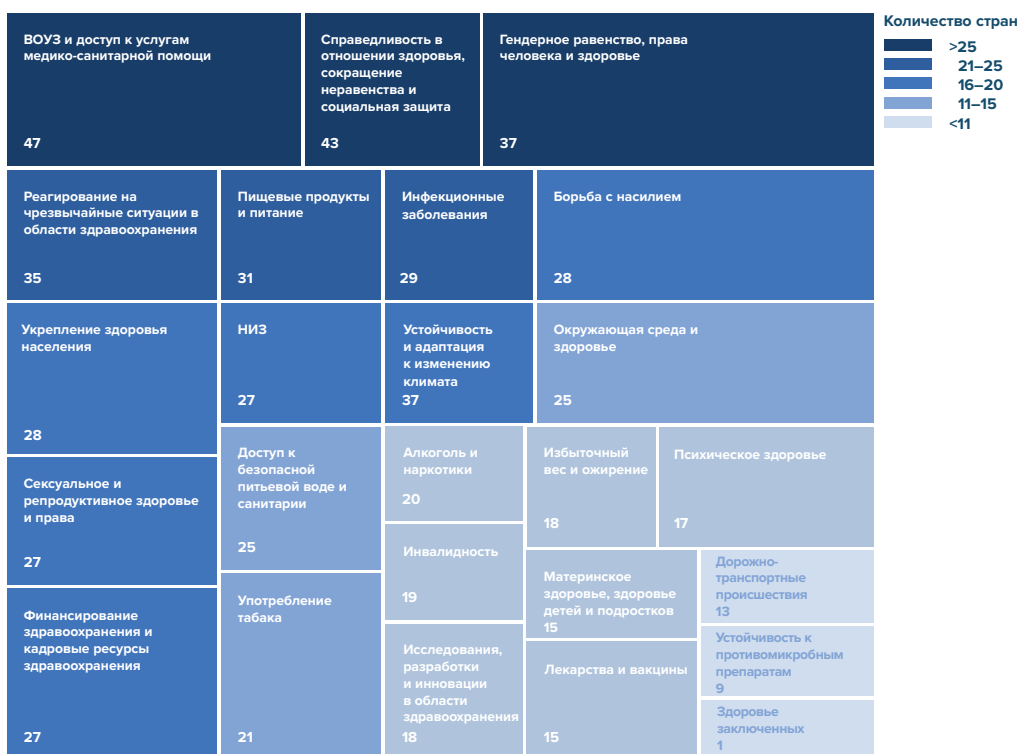 ВОУЗ и доступ к услугам
медико-санитарной помощи
47
Справедливость в
отношении здоровья,
сокращение
неравенства и
социальная защита
43
Гендерное равенство, права
человека и здоровье
37
Количество стран
>25
21–25
16–20
11–15
<11
Реагирование на
чрезвычайные ситуации в
области здравоохранения
35
Пищевые продукты
и питание
31
Инфекционные
заболевания
29
Борьба с насилием
28
Укрепление здоровья
населения
28
НИЗ
27
Устойчивость
и адаптация
к изменению
климата
37
Окружающая среда и
здоровье
25
Сексуальное и
репродуктивное здоровье
и права
27
Финансирование
здравоохранения и
кадровые ресурсы
здравоохранения
27
Доступ к
безопасной
питьевой воде и
санитарии
25
Употребление
табака
21
Алкоголь и
наркотики
20
Инвалидность
19
Исследования,
разработки
и инновации
в области
здравоохранения
18
Избыточный
вес и ожирение
18
Психическое здоровье
17
Материнское
здоровье, здоровье
детей и подростков
15
Лекарства и вакцины
15
Дорожно-
транспортные
происшествия
13
Устойчивость к
противомикробным
препаратам
9
Здоровье
заключенных
1